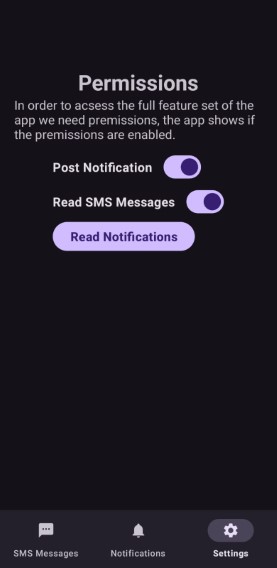 Permissions
In order to acsess the full feature set of the
app we need premissions, the app shows if
the premissions are enabled.
Post Notification
Read SMS Messages
Read Notifications
SMS Messages
Notifications
Settings